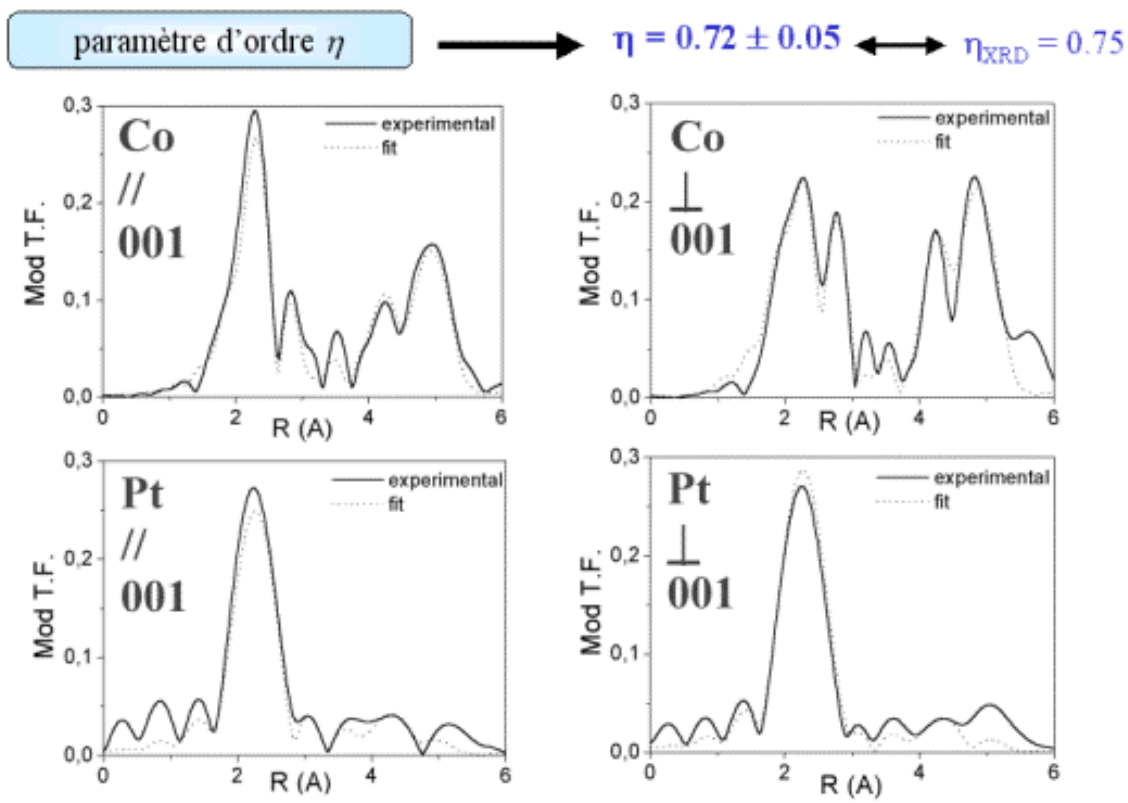 paramètre d'ordre η
η = 0.72 ± 0.05
ηXRD = 0.75
0,3
0,2
0,1
0,0
Mod T.F.
Co
//
001
experimental
fit
0
2
4
6
R (A)
0,3
0,2
0,1
0,0
Mod T.F.
Co
⊥
001
experimental
fit
0
2
4
6
R (A)
0,3
0,2
0,1
0,0
Mod T.F.
Pt
//
001
experimental
fit
0
2
4
6
R (A)
0,3
0,2
0,1
0,0
Mod T.F.
Pt
⊥
001
experimental
fit
0
2
4
6
R (A)